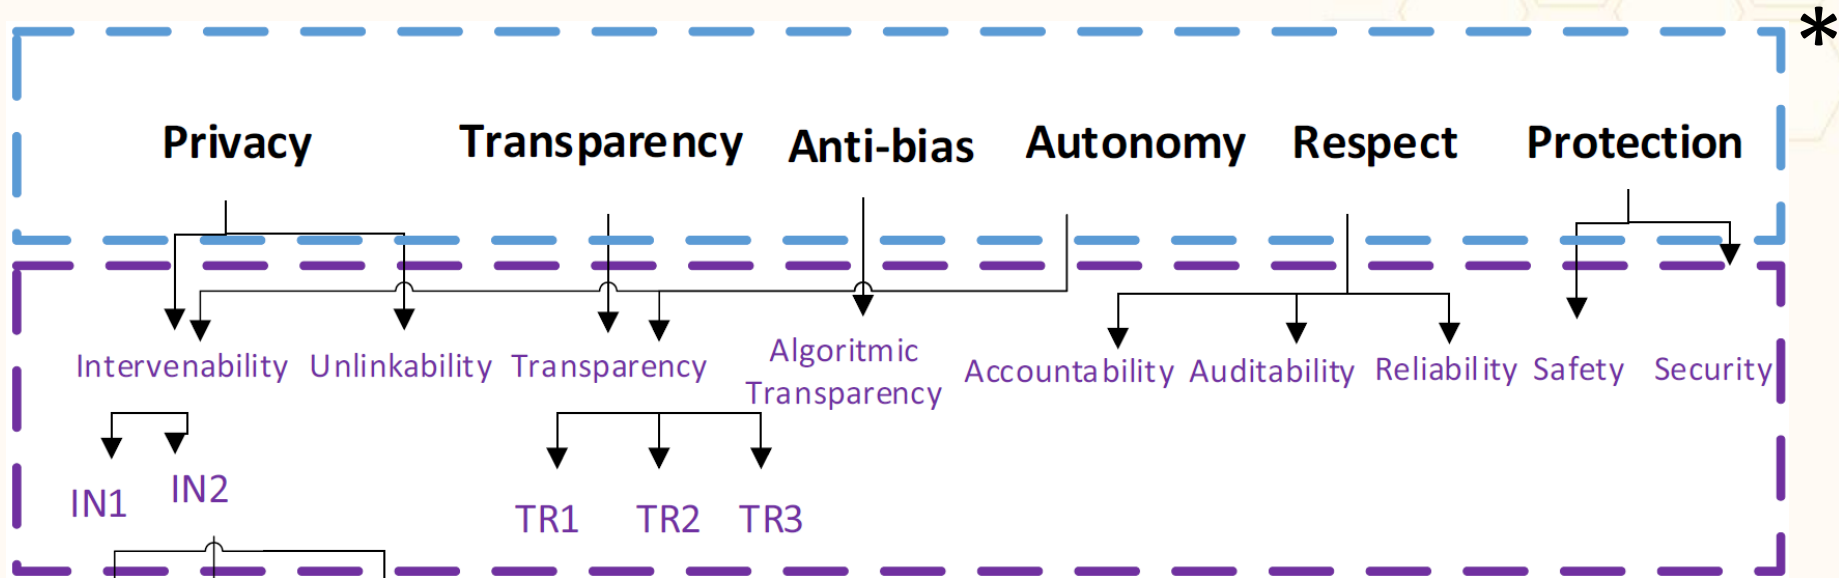 *
Privacy Transparency Anti-bias Autonomy Respect Protection
Intervenability Unlinkability Transparency Algoritmic Transparency Accountability Auditability Reliability Safety Security
IN1 IN2 TR1 TR2 TR3